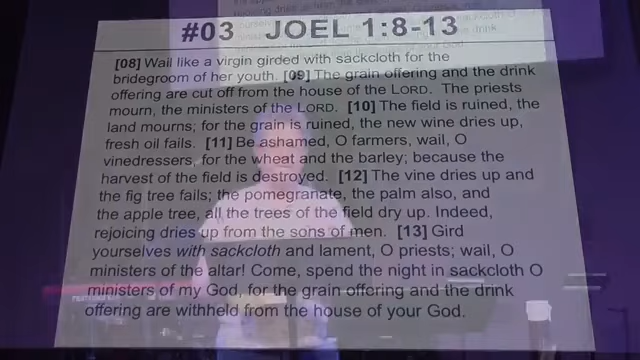 #03 JOEL 1:8-13
[08] Wail like a virgin girded with sackcloth for the
bridegroom of her youth. [09] The grain offering and the drink
offering are cut off from the house of the LORD. The priests
mourn, the ministers of the LORD. [10] The field is ruined, the
land mourns; for the grain is ruined, the new wine dries up,
fresh oil fails. [11] Be ashamed, O farmers, wail, O
vinedressers, for the wheat and the barley; because the
harvest of the field is destroyed. [12] The vine dries up and
the fig tree fails; the pomegranate, the palm also, and
the apple tree, all the trees of the field dry up. Indeed,
rejoicing dries up from the sons of men. [13] Gird
yourselves with sackcloth and lament, O priests; wail, O
ministers of the altar! Come, spend the night in sackcloth O
ministers of my God, for the grain offering and the drink
offering are withheld from the house of your God.